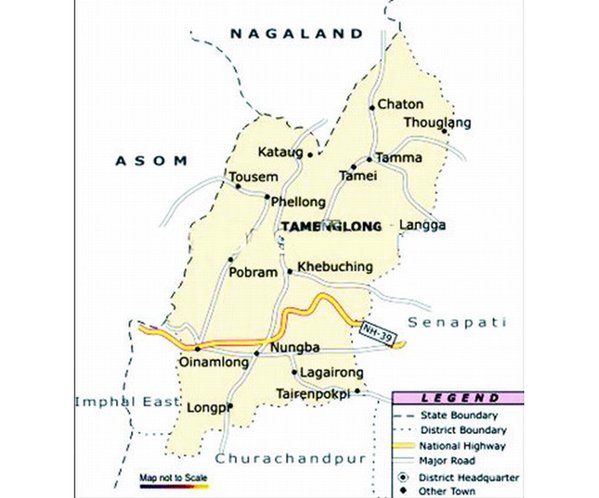 NAGALAND
Chaton
Thouglang
ASOM
Kataug
Tamma
Tousem
Tamei
Phellong
TAMENGLONG
Langga
Pobram
Khebuching
Senapati
NH-39
Oinamlong
Nungba
Lagairong
Tairenpokpi
Imphal East
Longpi
Churachandpur
Map not to Scale
LEGEND
State Boundary
District Boundary
National Highway
Major Road
District Headquarter
Other Town